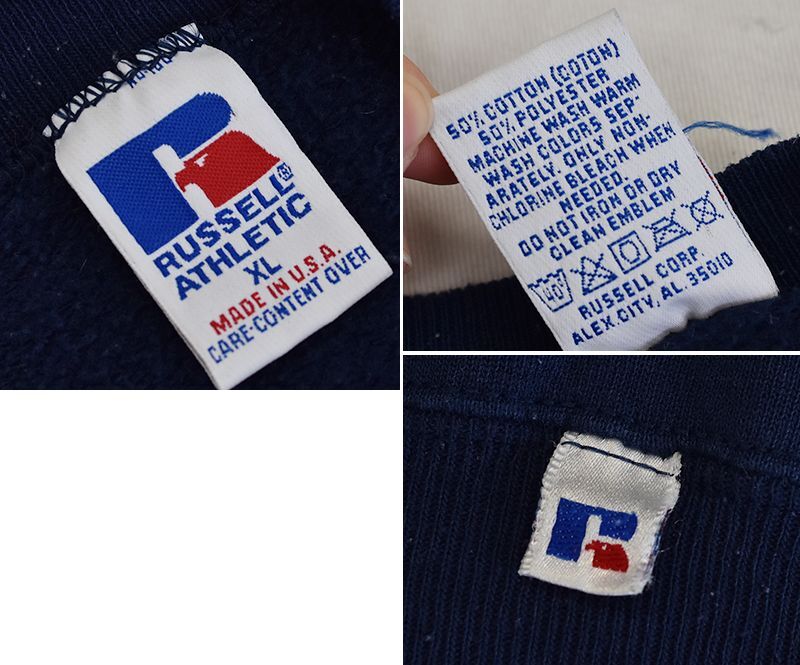 RUSSELL®
ATHLETIC
XL
MADE IN U.S.A.
CARE-CONTENT OVER
50% COTTON (COTON)
50% POLYESTER
MACHINE WASH WARM
WASH COLORS SEP-
ARATELY. ONLY NON-
CHLORINE BLEACH WHEN
NEEDED.
DO NOT IRON OR DRY
CLEAN EMBLEM
40
RUSSELL CORP.
ALEX.CITY, AL. 35010